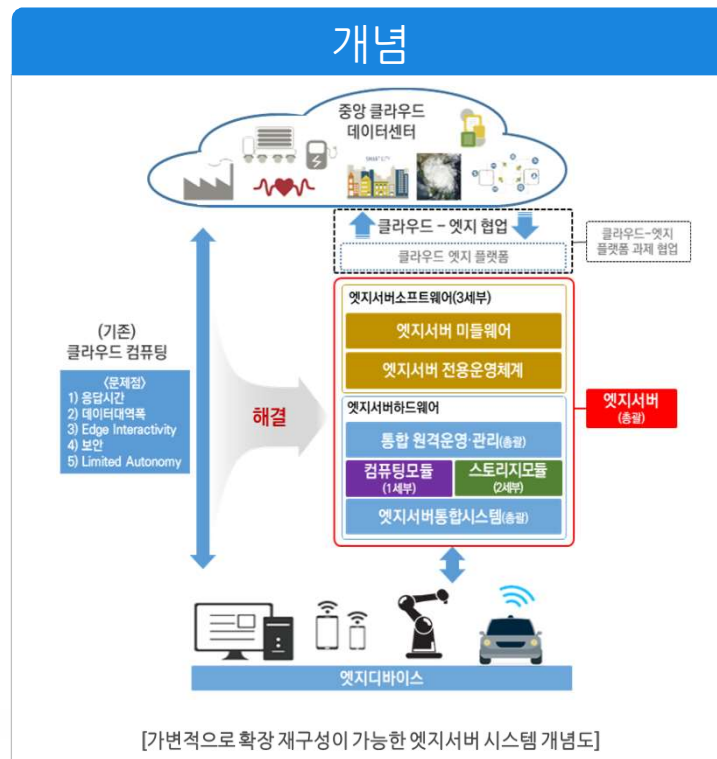 개념
중앙 클라우드
데이터센터
클라우드 - 엣지 협업
클라우드 엣지 플랫폼
클라우드-엣지
플랫폼 과제 협업
(기존)
클라우드 컴퓨팅
<문제점>
1) 응답시간
2) 데이터대역폭
3) Edge Interactivity
4) 보안
5) Limited Autonomy
해결
엣지서버소프트웨어(3세부)
엣지서버 미들웨어
엣지서버 전용운영체계
엣지서버하드웨어
통합 원격운영·관리(총괄)
컴퓨팅모듈
(1세부)
스토리지모듈
(2세부)
엣지서버통합시스템(총괄)
엣지서버
(총괄)
엣지디바이스
[가변적으로 확장 재구성이 가능한 엣지서버 시스템 개념도]